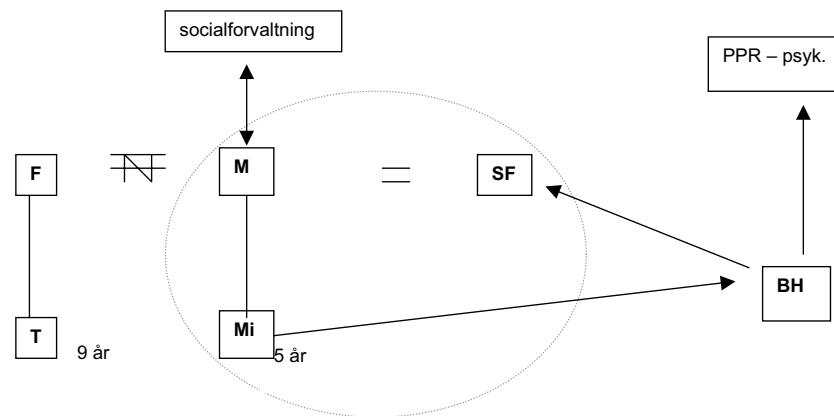 socialforvaltning
PPR – psyk.
F
M
=
SF
BH
T
9 år
Mi
5 år